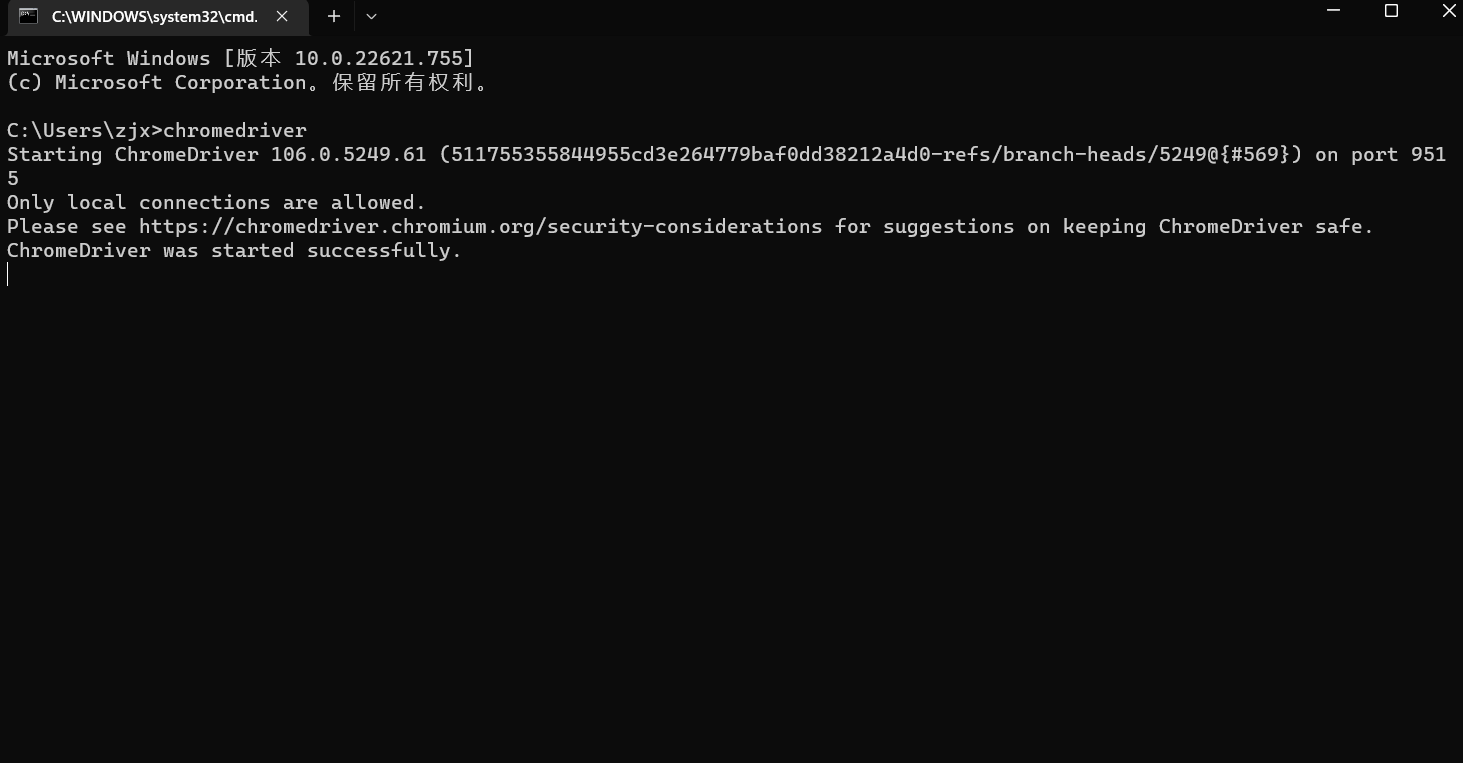 C:\WINDOWS\system32\cmd.
Microsoft Windows [版本 10.0.22621.755]
(c) Microsoft Corporation。保留所有权利。
C:\Users\zjx>chromedriver
Starting ChromeDriver 106.0.5249.61 (511755355844955cd3e264779baf0dd38212a4d0-refs/branch-heads/5249@{#569}) on port 951
5
Only local connections are allowed.
Please see https://chromedriver.chromium.org/security-considerations for suggestions on keeping ChromeDriver safe.
ChromeDriver was started successfully.